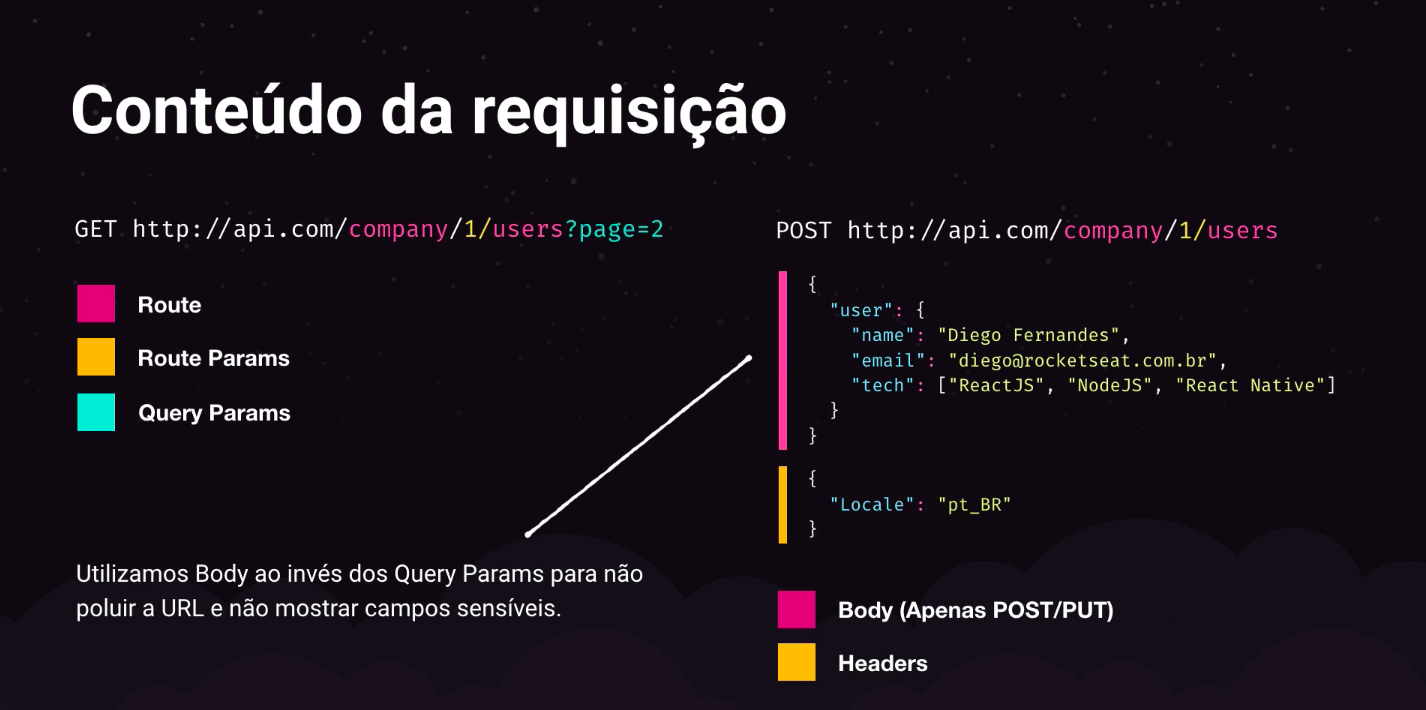 Conteúdo da requisição
GET http://api.com/company/1/users?page=2
Route
Route Params
Query Params
Utilizamos Body ao invés dos Query Params para não
poluir a URL e não mostrar campos sensíveis.
POST http://api.com/company/1/users
{
"user": {
"name": "Diego Fernandes",
"email": "diego@rocketseat.com.br",
"tech": ["ReactJS", "NodeJS", "React Native"]
}
}
{
"Locale": "pt_BR"
}
Body (Apenas POST/PUT)
Headers